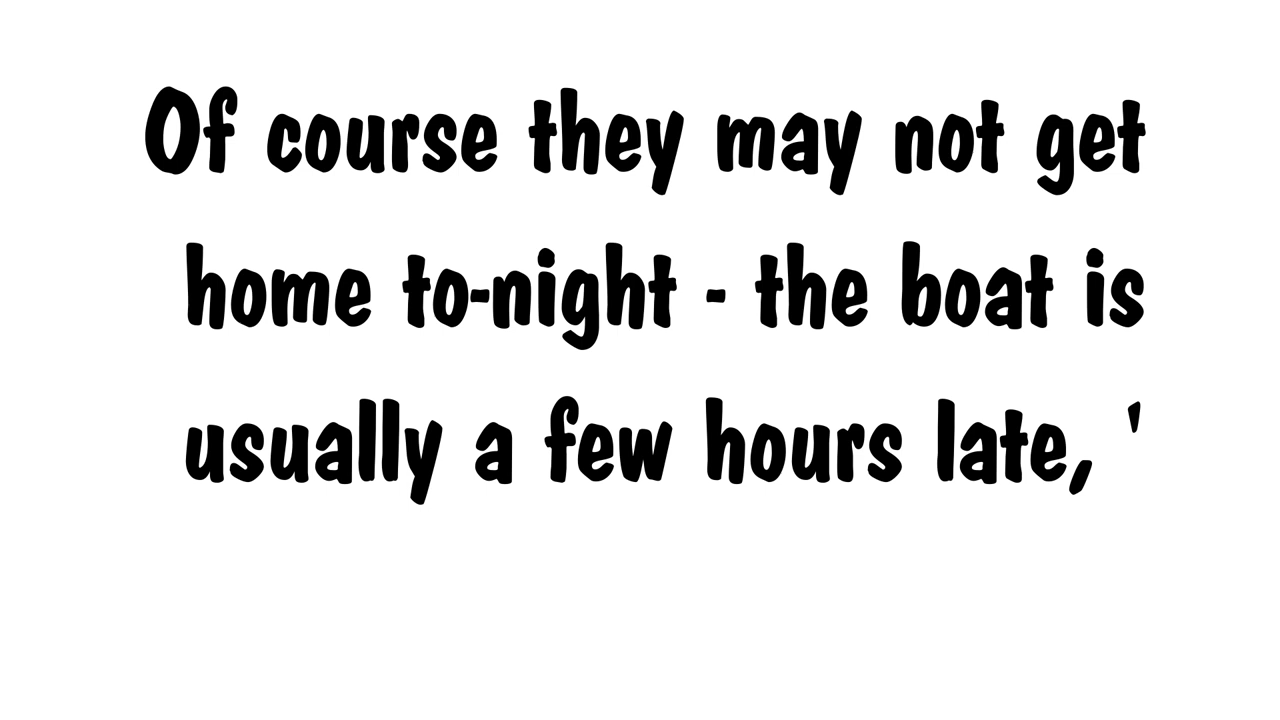 Of course they may not get
home to-night - the boat is
usually a few hours late, '